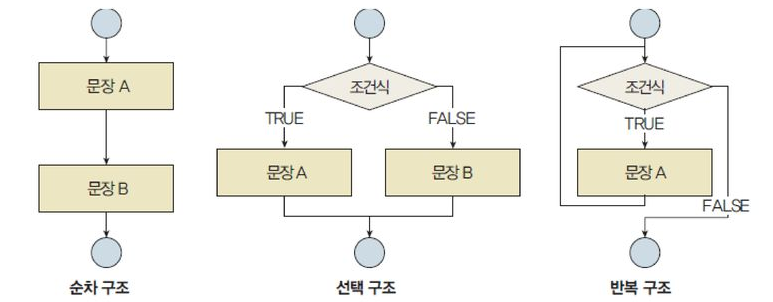 문장 A
문장 B
순차 구조
조건식
TRUE
FALSE
문장 A
문장 B
선택 구조
조건식
TRUE
문장 A
FALSE
반복 구조